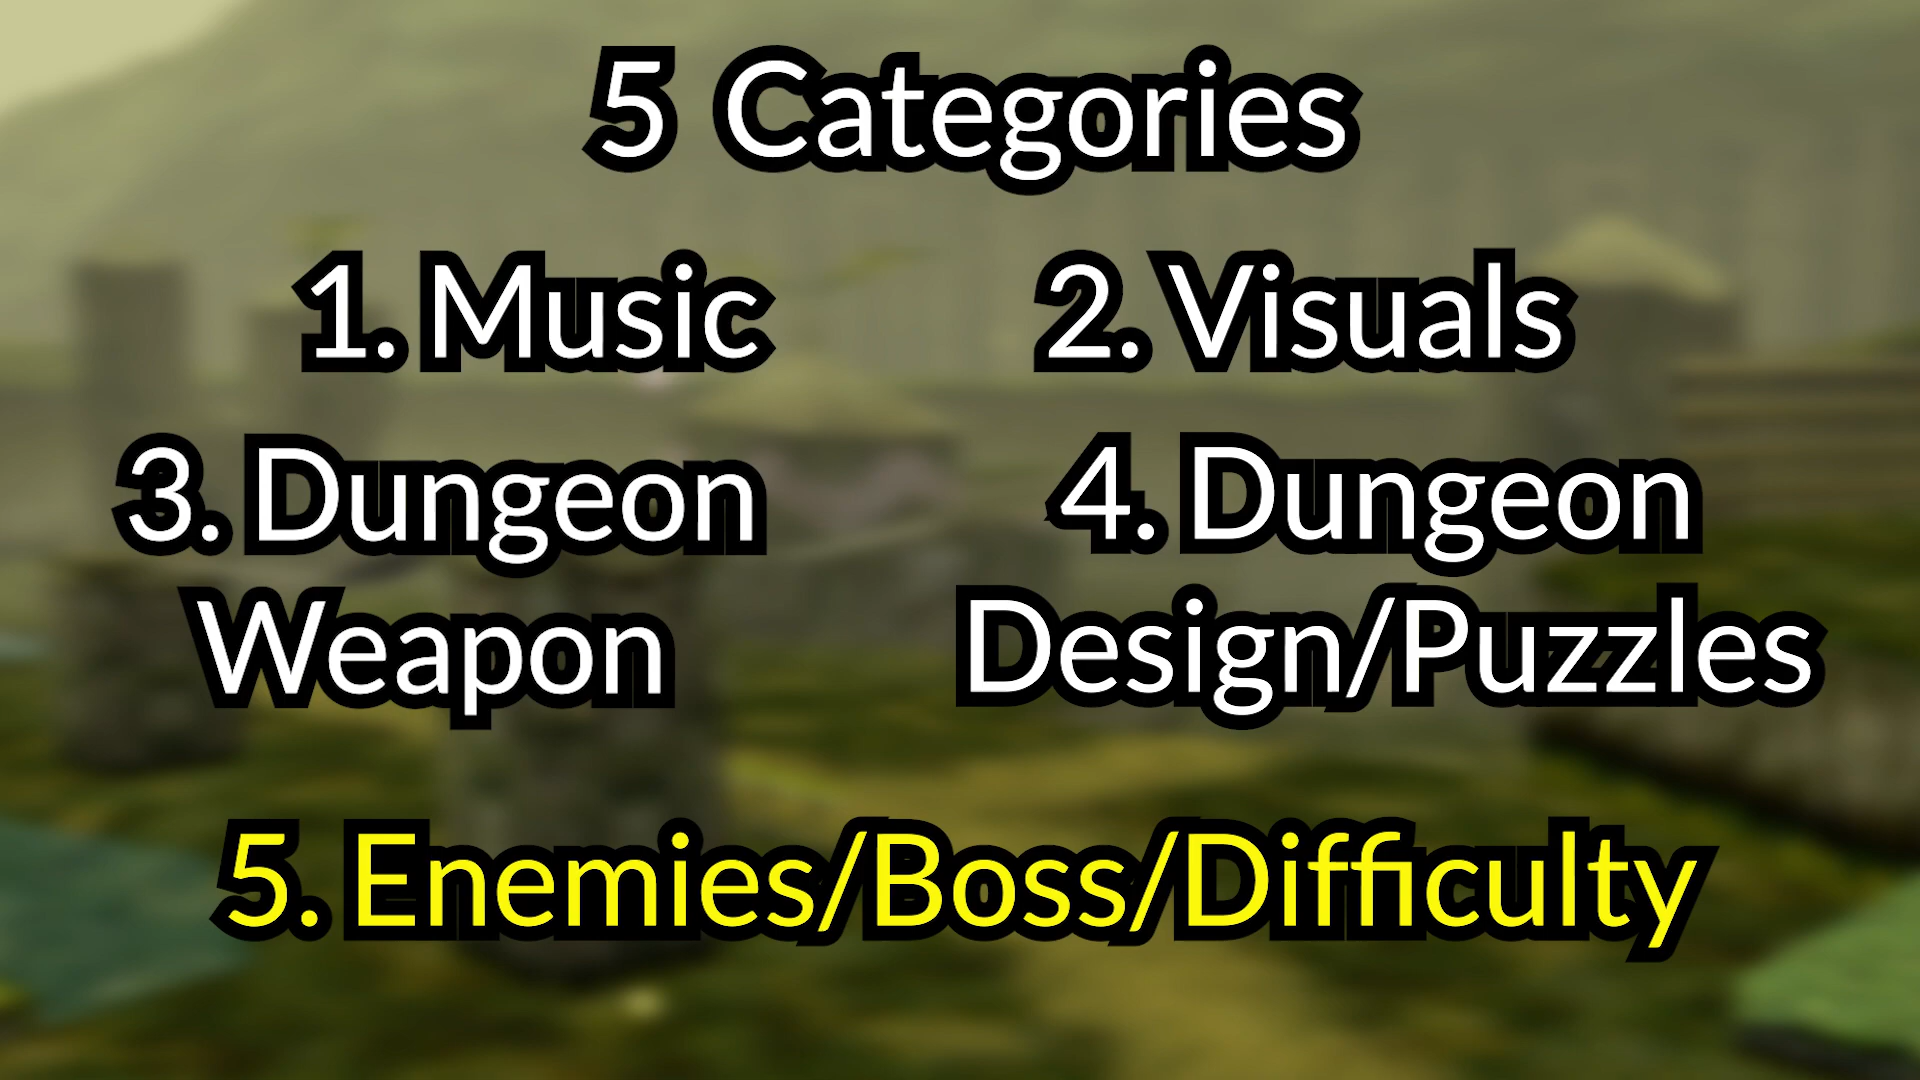 5 Categories
1. Music
2. Visuals
3. Dungeon
Weapon
4. Dungeon
Design/Puzzles
5. Enemies/Boss/Difficulty